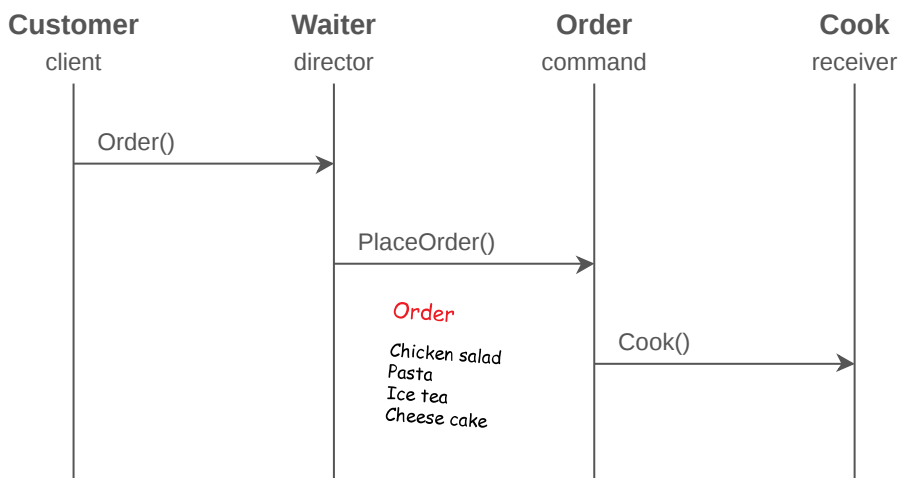 Customer Waiter Order Cook
client director command receiver
Order()
PlaceOrder()
Order
Cook()
Chicken salad
Pasta
Ice tea
Cheese cake